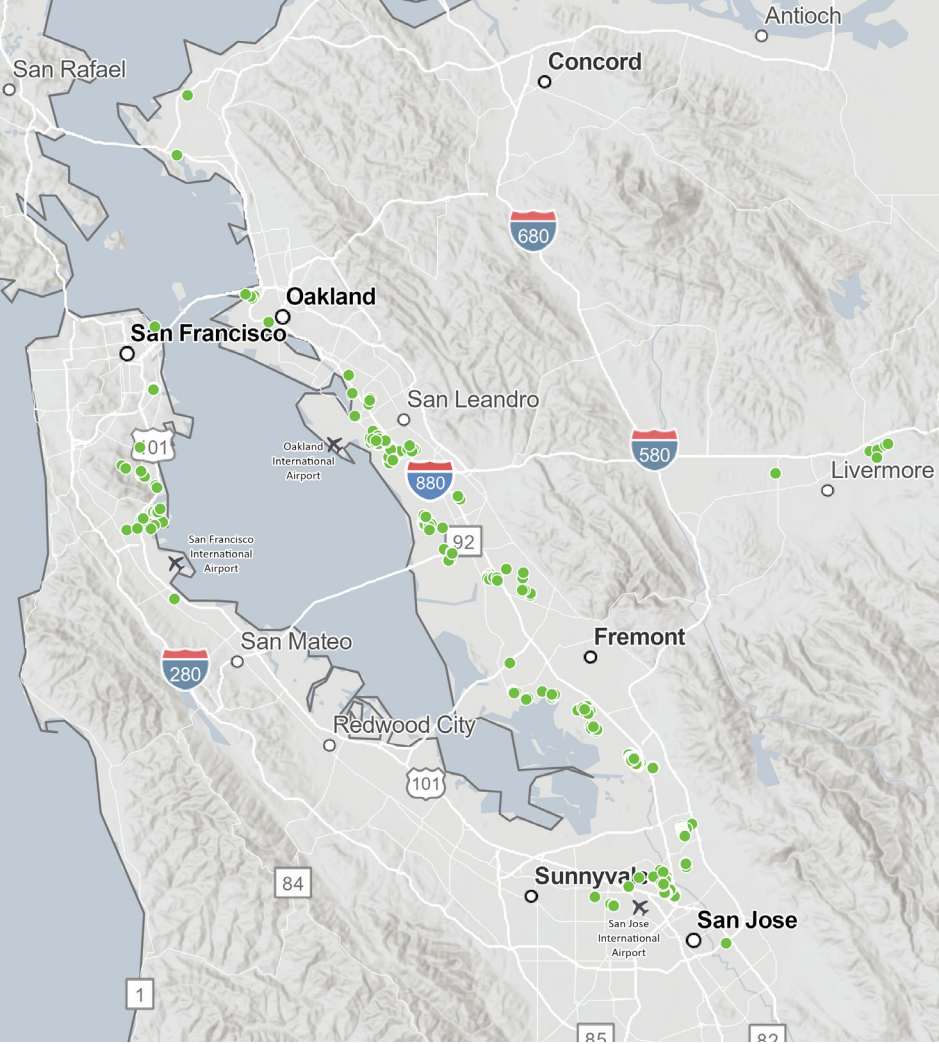 Antioch
Concord
San Rafael
680
Oakland
San Francisco
San Leandro
101
Oakland
International
Airport
580
Livermore
880
92
San Francisco
International
Airport
Fremont
San Mateo
280
Redwood City
101
84
Sunnyvale
San Jose
San Jose
International
Airport
1
85
82